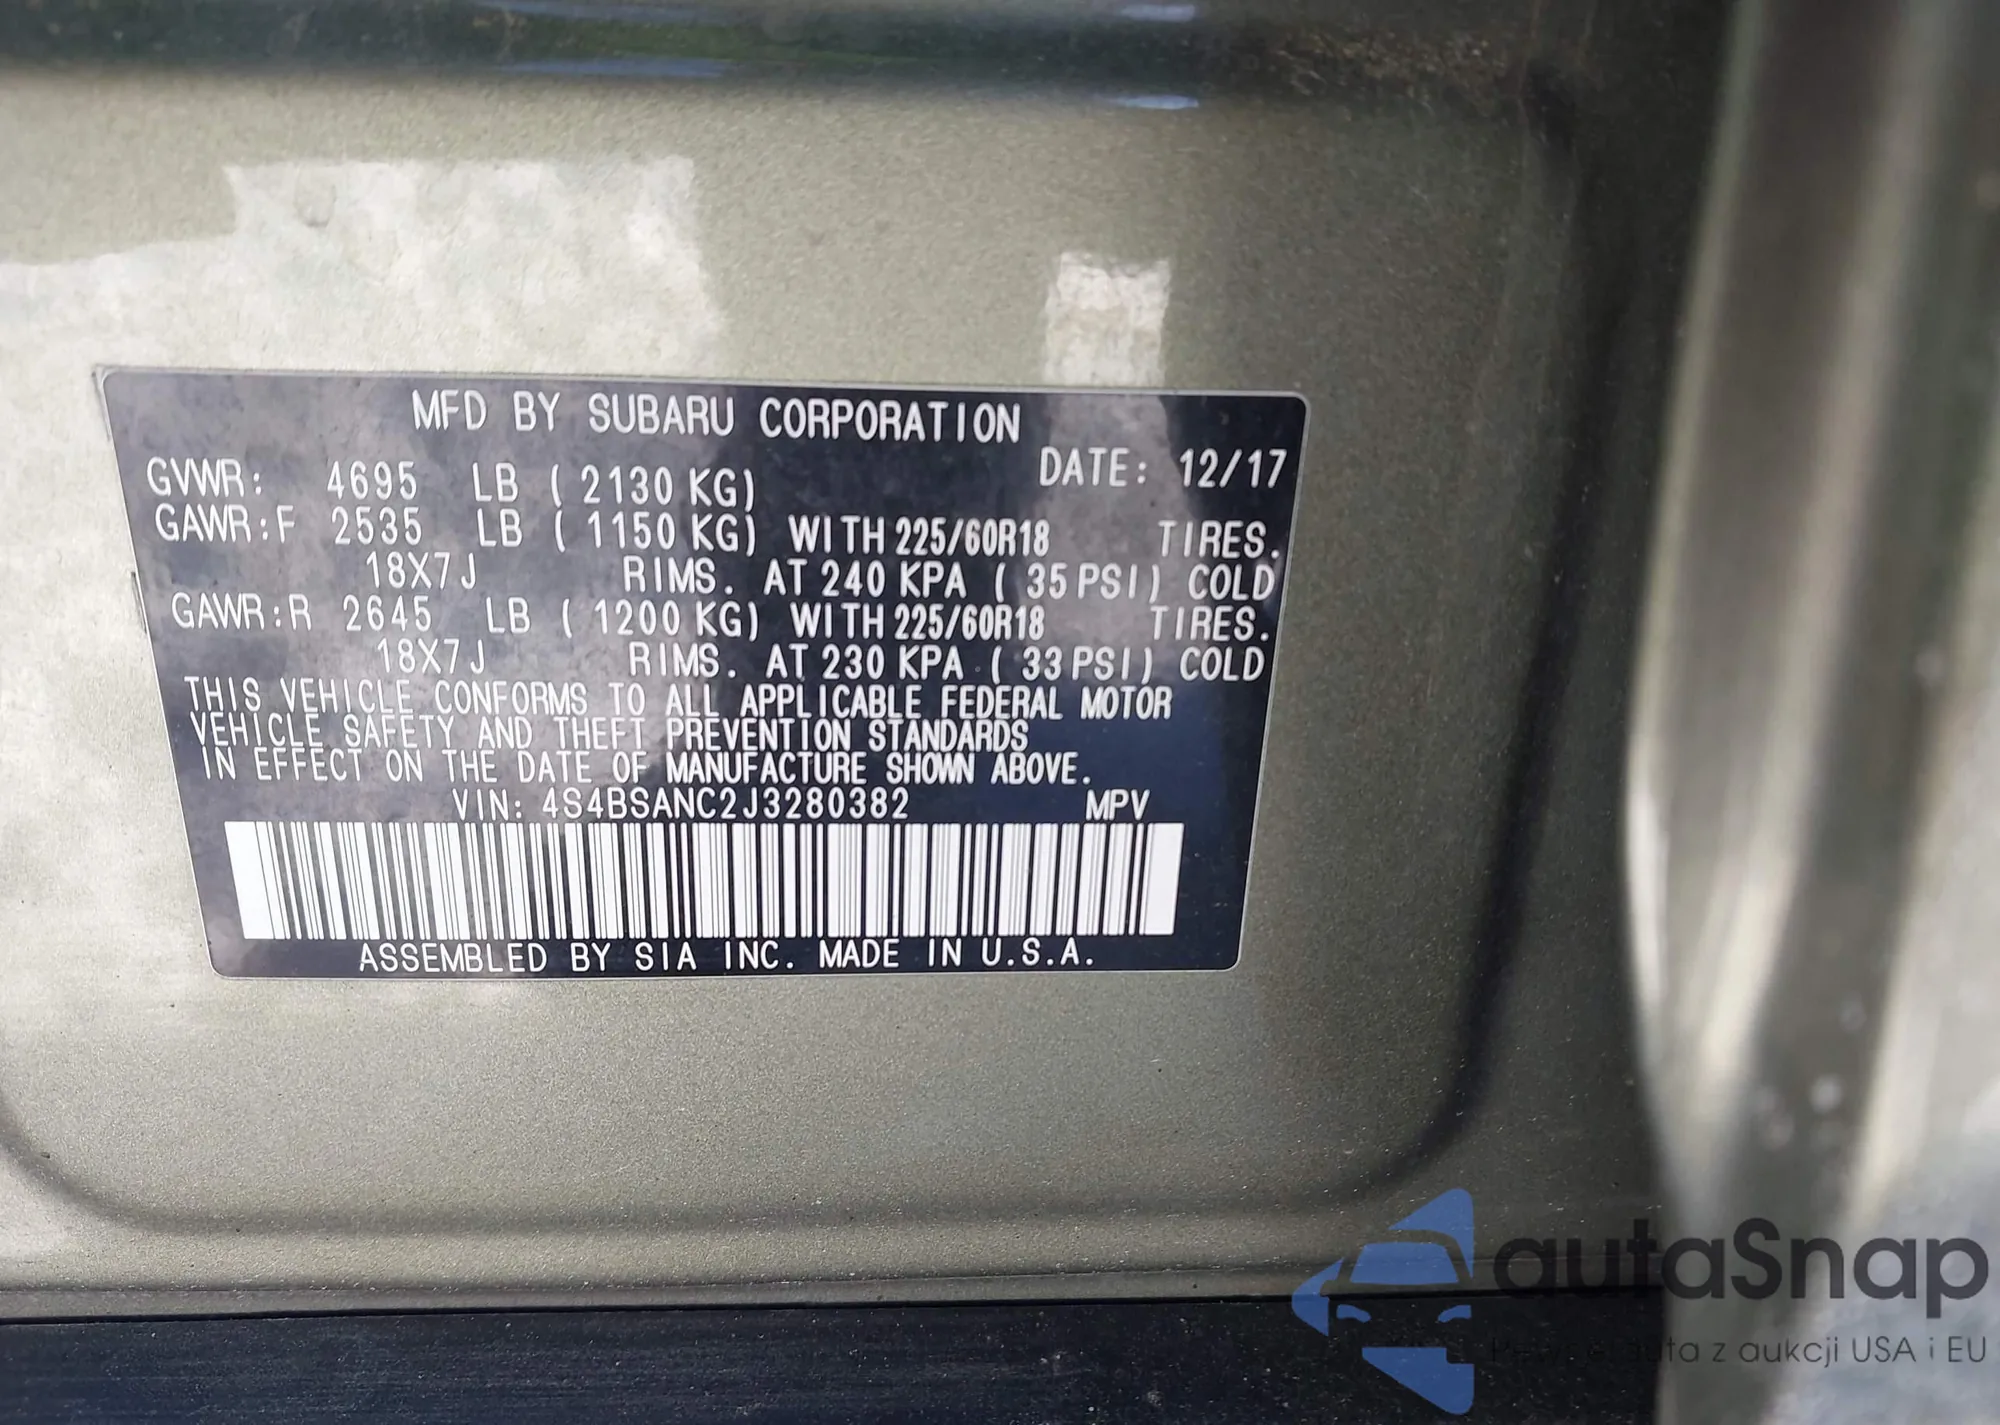 MFD BY SUBARU CORPORATION
DATE: 12/17
GVWR: 4695 LB ( 2130 KG)
GAWR:F 2535 LB ( 1150 KG) WITH 225/60R18 TIRES.
18X7J RIMS. AT 240 KPA ( 35 PSI) COLD
GAWR:R 2645 LB ( 1200 KG) WITH 225/60R18 TIRES.
18X7J RIMS. AT 230 KPA ( 33 PSI) COLD
THIS VEHICLE CONFORMS TO ALL APPLICABLE FEDERAL MOTOR
VEHICLE SAFETY AND THEFT PREVENTION STANDARDS
IN EFFECT ON THE DATE OF MANUFACTURE SHOWN ABOVE.
VIN: 4S4BSANC2J3280382 MPV
ASSEMBLED BY SIA INC. MADE IN U.S.A.
autaSnap
auta z aukcji USA i EU